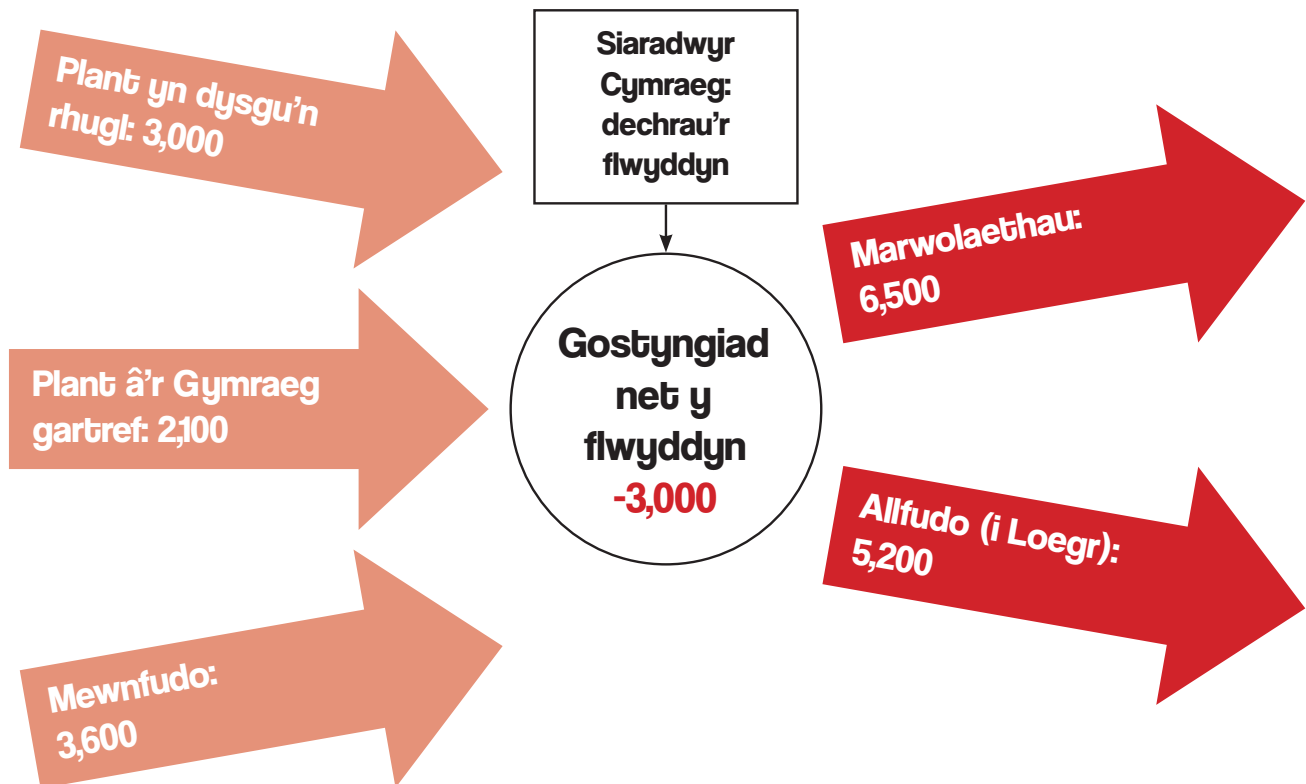 Plant yn dysgu'n
rhugl: 3,000
Plant â'r Gymraeg
gartref: 2,100
Mewnfudo:
3,600
Siaradwyr
Cymraeg:
dechrau'r
flwyddyn
Gostyngiad
net y
flwyddyn
-3,000
Marwolaethau:
6,500
Allfudo (i Loegr):
5,200